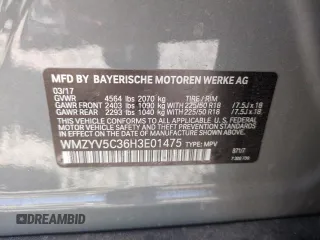 MFD BY BAYERISCHE MOTOREN WERKE AG
03/17
GVWR 4564 lbs 2070 kg TIRE / RIM
GAWR FRONT 2403 lbs 1090 kg WITH 225/50 R18 / 7.5J x 18
GAWR REAR 2293 lbs 1040 kg WITH 225/50 R18 / 7.5J x 18
THIS VEHICLE CONFORMS TO ALL APPLICABLE U. S. FEDERAL
MOTOR VEHICLE SAFETY, BUMPER, AND THEFT PREVENTION
STANDARDS IN EFFECT ON THE DATE OF MANUFACTURE
SHOWN ABOVE.
WMZYV5C36H3E01475 TYPE: MPV
DREAMBID